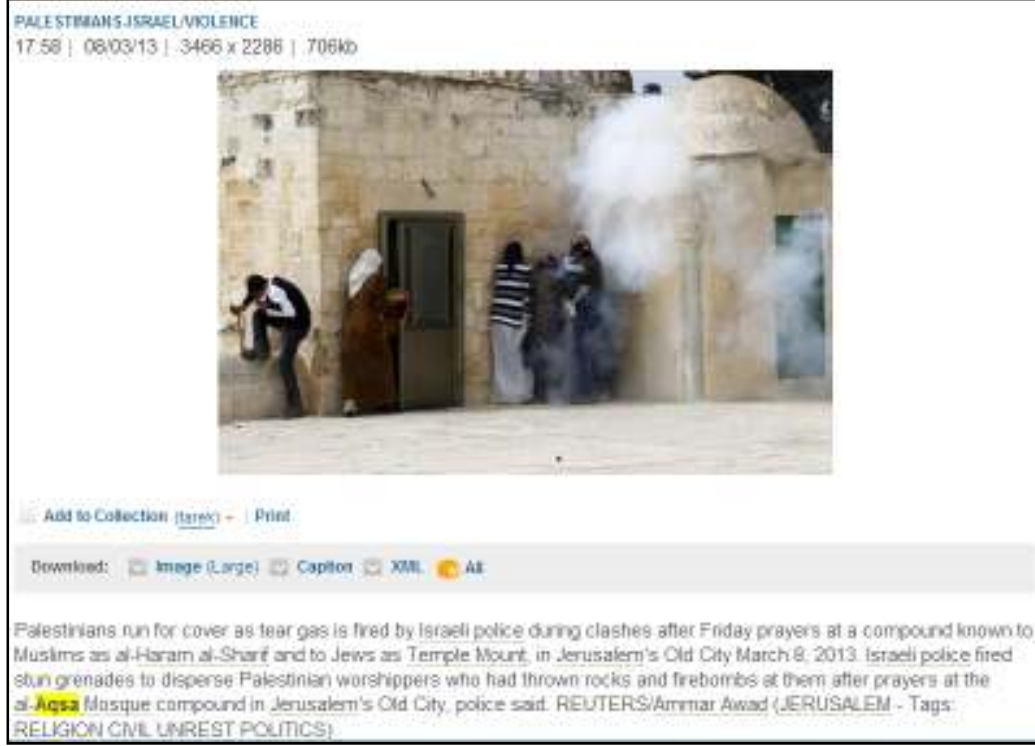 PALESTINIANS-ISRAEL/VIOLENCE
17:58 | 08/03/13 | 3466 x 2286 | 706kb
Add to Collection (tarek) | Print
Download: Image (Large) Caption XML All
Palestinians run for cover as tear gas is fired by Israeli police during clashes after Friday prayers at a compound known to
Muslims as al-Haram al-Sharif and to Jews as Temple Mount, in Jerusalem's Old City March 8, 2013. Israeli police fired
stun grenades to disperse Palestinian worshippers who had thrown rocks and firebombs at them after prayers at the
al-Aqsa Mosque compound in Jerusalem's Old City, police said. REUTERS/Ammar Awad (JERUSALEM - Tags:
RELIGION CIVIL UNREST POLITICS)